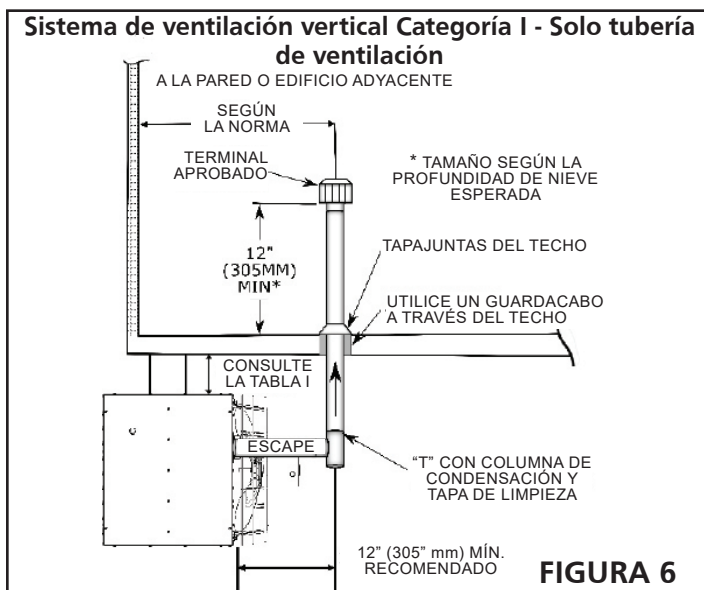 Sistema de ventilación vertical Categoría I - Solo tubería
de ventilación
A LA PARED O EDIFICIO ADYACENTE
SEGÚN
LA NORMA
TERMINAL
APROBADO
* TAMAÑO SEGÚN LA
PROFUNDIDAD DE NIEVE
ESPERADA
12"
(305MM)
MIN*
TAPAJUNTAS DEL TECHO
UTILICE UN GUARDACABO
A TRAVÉS DEL TECHO
CONSULTE
LA TABLA I
ESCAPE
“T” CON COLUMNA DE
CONDENSACIÓN Y
TAPA DE LIMPIEZA
12” (305” mm) MÍN.
RECOMENDADO
FIGURA 6